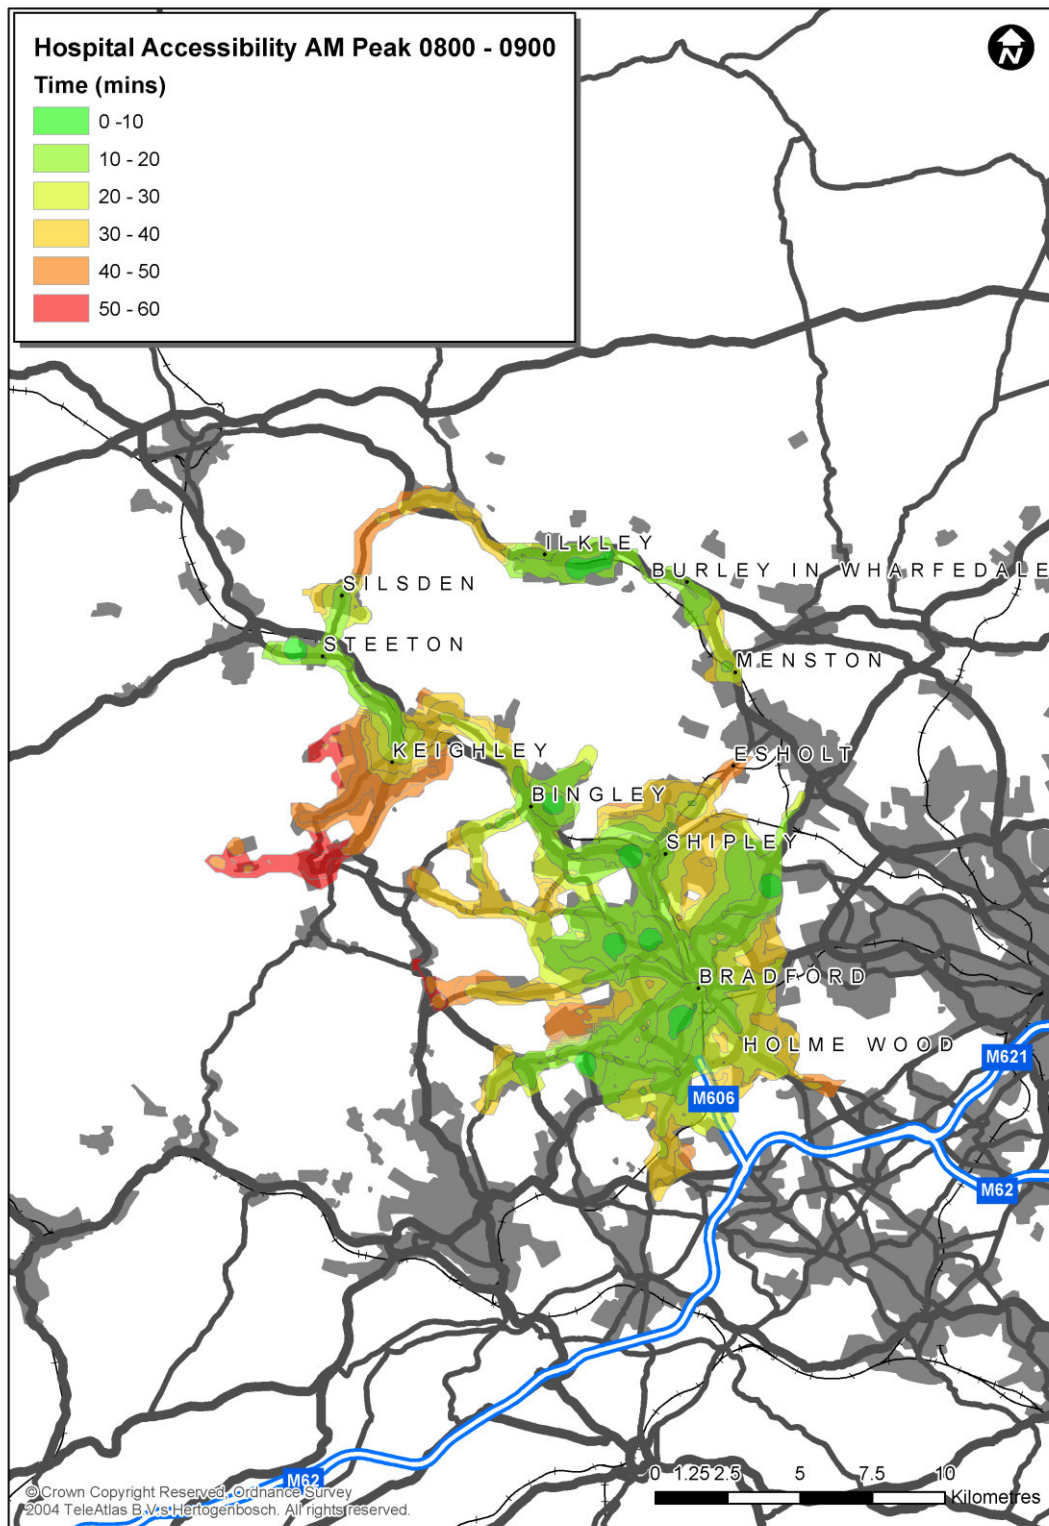 Hospital Accessibility AM Peak 0800 - 0900
Time (mins)
0 -10
10 - 20
20 - 30
30 - 40
40 - 50
50 - 60
N
ILKLEY
BURLEY IN WHARFEDALE
SILSDEN
STEETON
MENSTON
KEIGHLEY
ESHOLT
BINGLEY
SHIPLEY
BRADFORD
HOLME WOOD
M621
M606
M62
M62
0 1.25 2.5 5 7.5 10
Kilometres
© Crown Copyright Reserved, Ordnance Survey
2004 TeleAtlas B.V.s Hertogenbosch. All rights reserved.